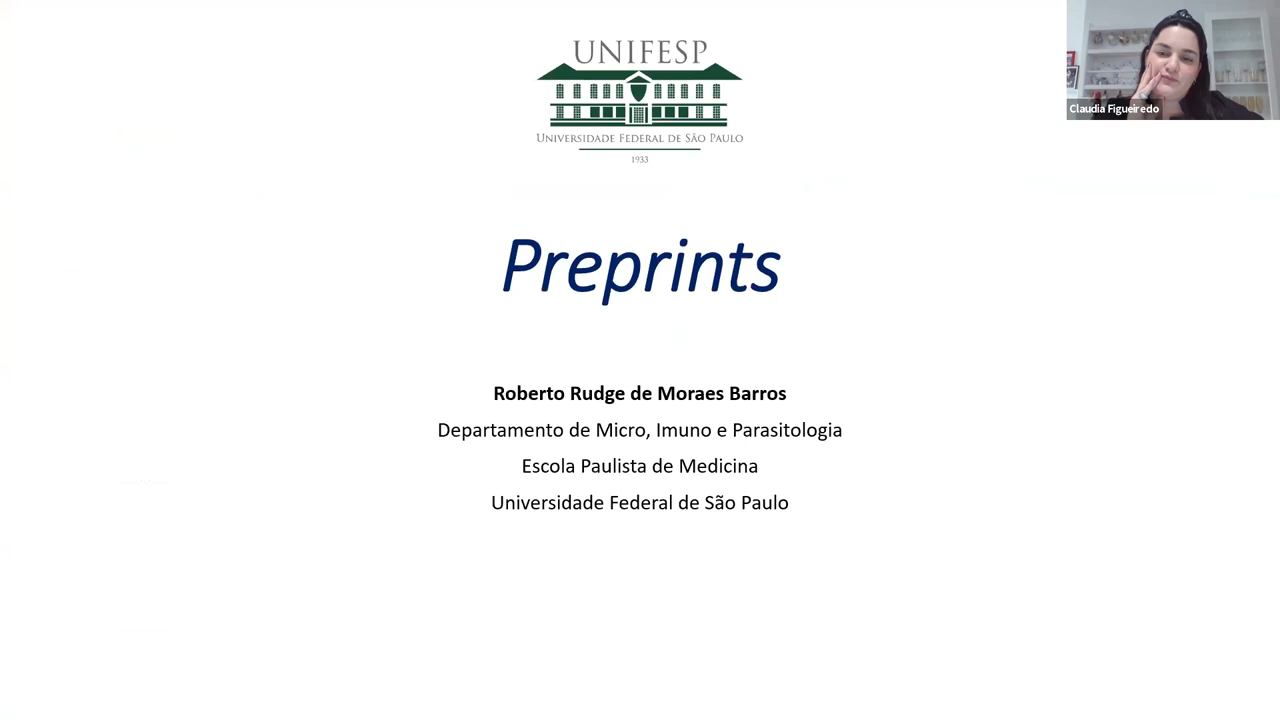 UNIFESP
UNIVERSIDADE FEDERAL DE SÃO PAULO
1933
Claudia Figueiredo
Preprints
Roberto Rudge de Moraes Barros
Departamento de Micro, Imuno e Parasitologia
Escola Paulista de Medicina
Universidade Federal de São Paulo